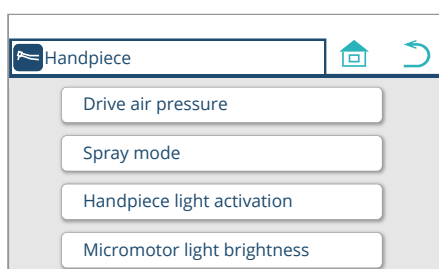 Handpiece
Drive air pressure
Spray mode
Handpiece light activation
Micromotor light brightness